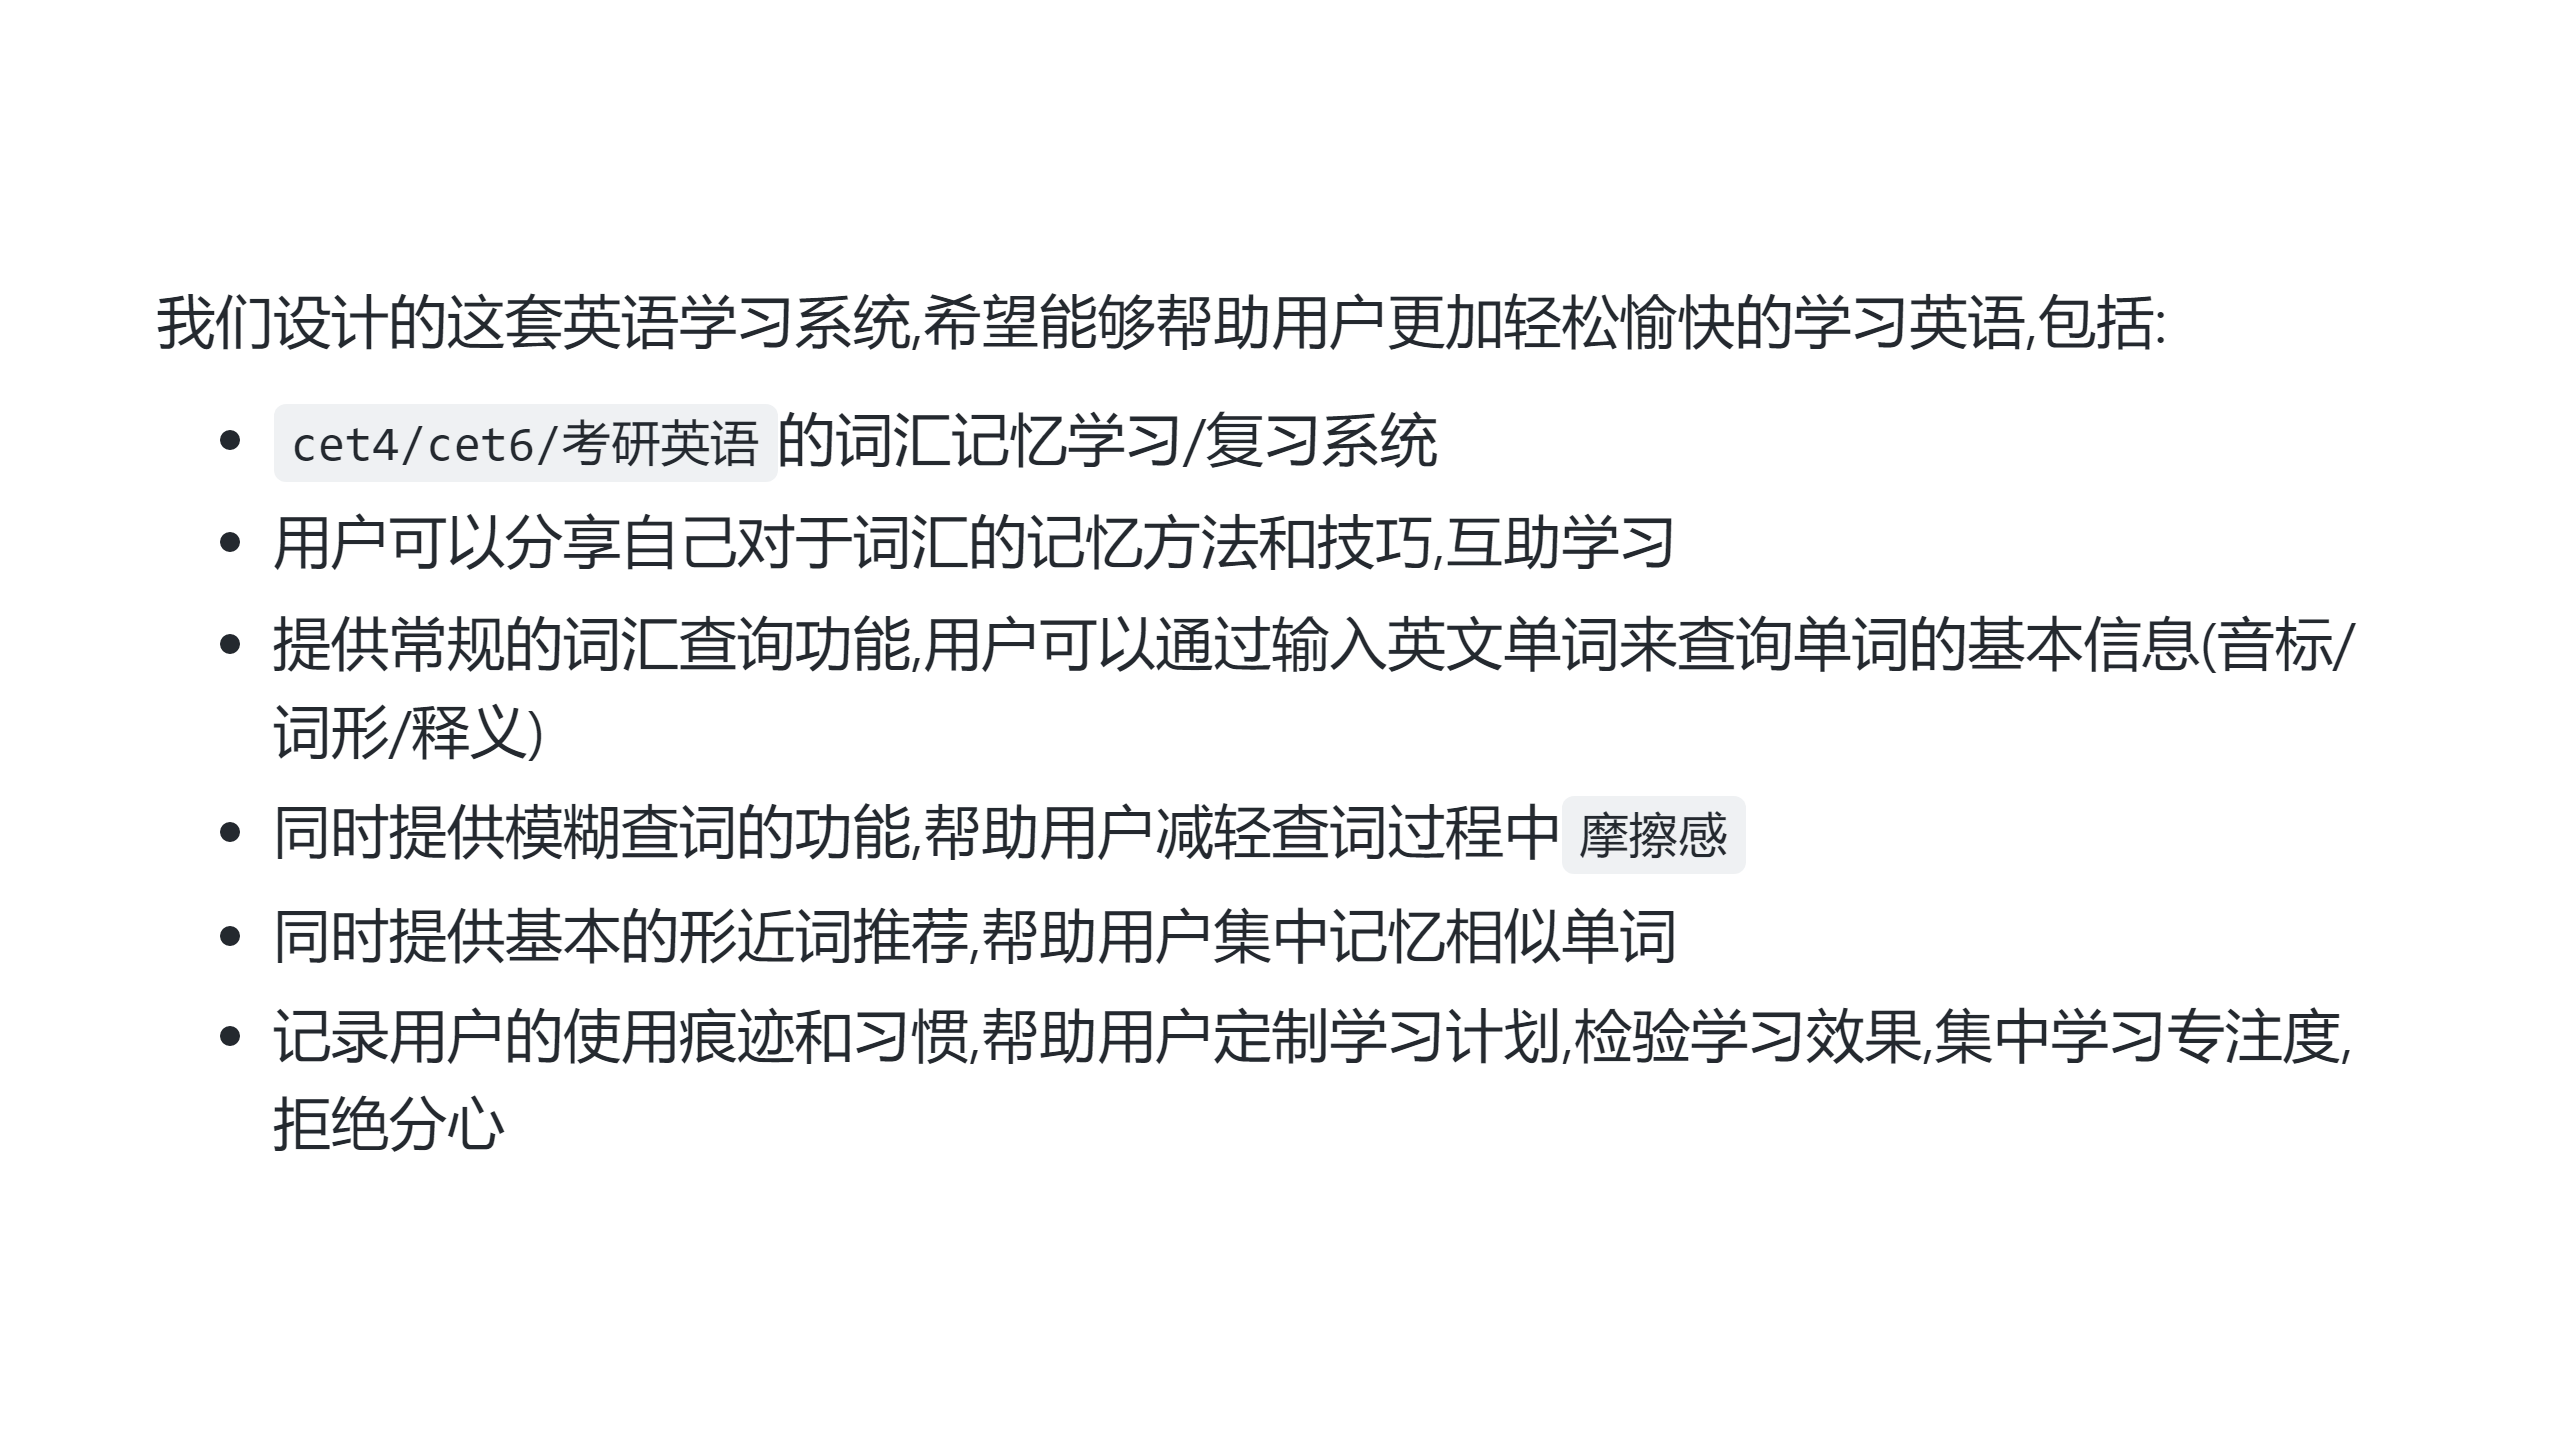 我们设计的这套英语学习系统,希望能够帮助用户更加轻松愉快的学习英语,包括:
cet4/cet6/考研英语的词汇记忆学习/复习系统
用户可以分享自己对于词汇的记忆方法和技巧,互助学习
提供常规的词汇查询功能,用户可以通过输入英文单词来查询单词的基本信息(音标/
词形/释义)
同时提供模糊查词的功能,帮助用户减轻查词过程中摩擦感
同时提供基本的形近词推荐,帮助用户集中记忆相似单词
记录用户的使用痕迹和习惯,帮助用户定制学习计划,检验学习效果,集中学习专注度,
拒绝分心